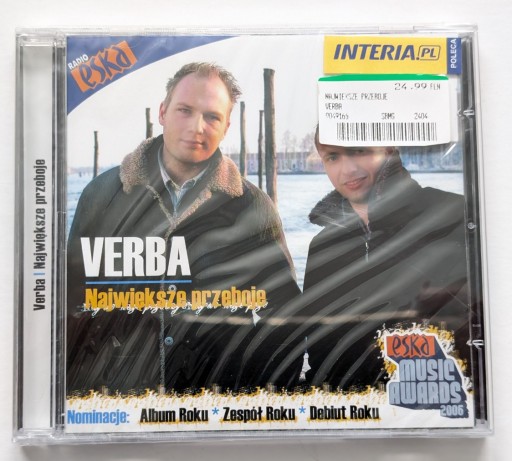 RADIO
eska
INTERIA.PL
POLECA
24.99 PLN
NAJWIEKSZE PRZEBOJE
VERBA
2404
Verba | Największe przeboje
VERBA
Największe przeboje
eska
MUSIC
AWARDS
2006
Nominacje: Album Roku * Zespół Roku * Debiut Roku